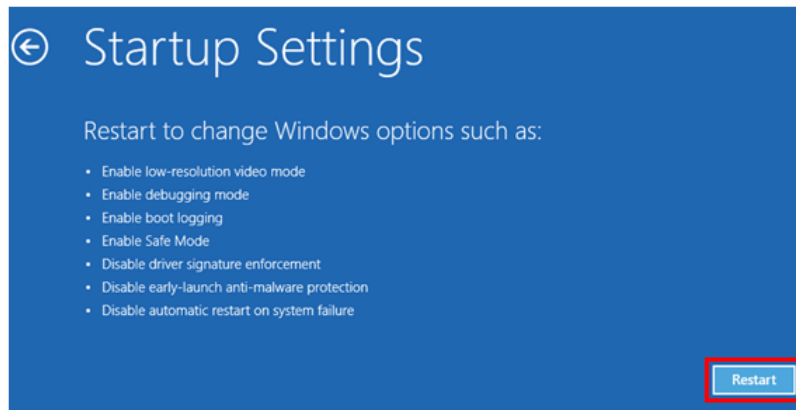 Startup Settings
Restart to change Windows options such as:
• Enable low-resolution video mode
• Enable debugging mode
• Enable boot logging
• Enable Safe Mode
• Disable driver signature enforcement
• Disable early-launch anti-malware protection
• Disable automatic restart on system failure
Restart